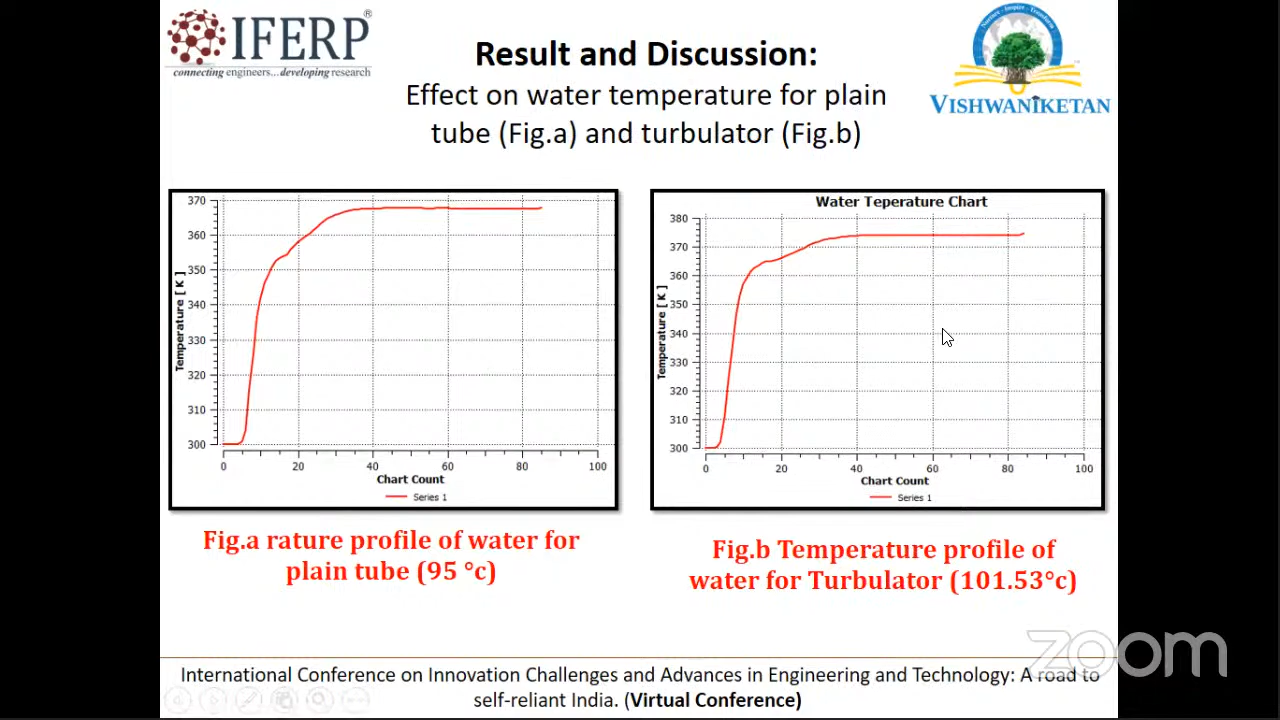 IFERP®
connecting engineers...developing research
Result and Discussion:
Effect on water temperature for plain
tube (Fig.a) and turbulator (Fig.b)
Nurture - Inspire - Transform
VISHWANIKETAN
370
360
350
340
330
320
310
300
Temperature [ K ]
0 20 40 60 80 100
Chart Count
Series 1
Water Teperature Chart
380
370
360
350
340
330
320
310
300
Temperature [ K ]
0 20 40 60 80 100
Chart Count
Series 1
Fig.a rature profile of water for
plain tube (95 °c)
Fig.b Temperature profile of
water for Turbulator (101.53°c)
zoom
International Conference on Innovation Challenges and Advances in Engineering and Technology: A road to
self-reliant India. (Virtual Conference)